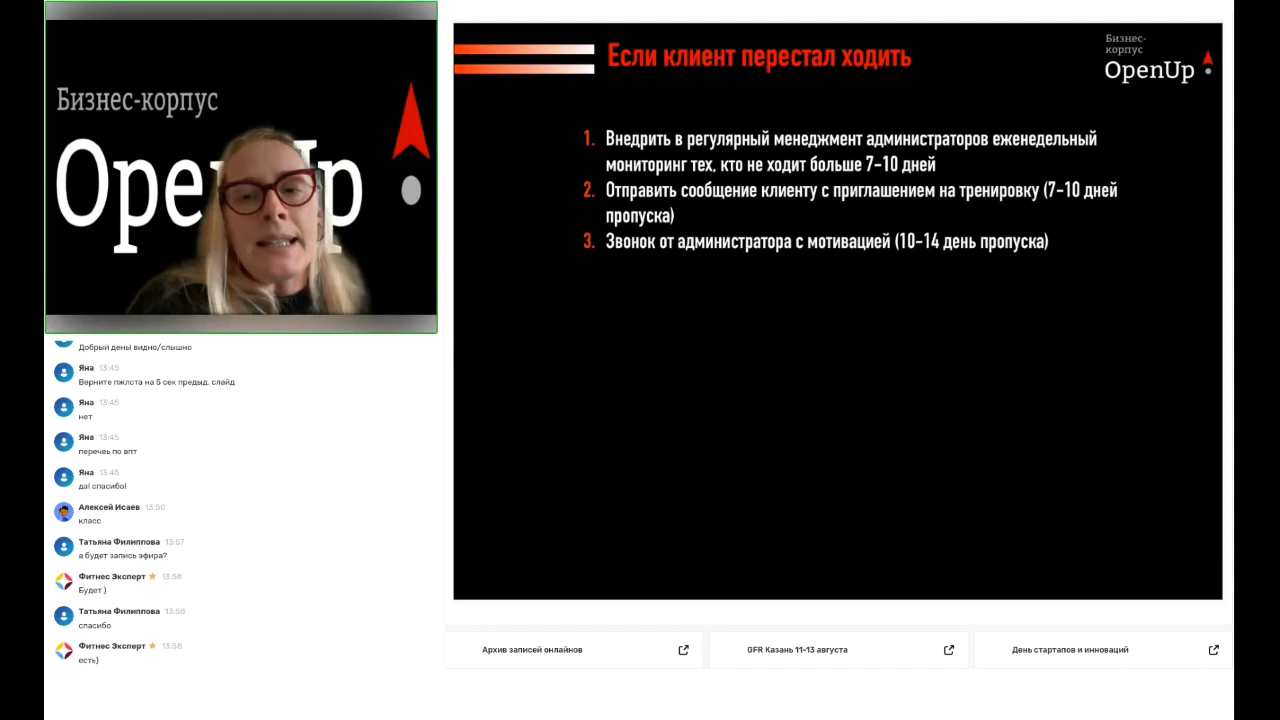 Бизнес-корпус
OpenUp
Добрый день! видно/слышно
Яна 13:45
Верните пжлста на 5 сек предыд. слайд
Яна 13:45
нет
Яна 13:45
перечеь по впт
Яна 13:45
да! спасибо!
Алексей Исаев 13:50
класс
Татьяна Филиппова 13:57
а будет запись эфира?
Фитнес Эксперт 13:58
Будет )
Татьяна Филиппова 13:58
спасибо
Фитнес Эксперт 13:58
есть)
Если клиент перестал ходить
Бизнес-
корпус
OpenUp
1. Внедрить в регулярный менеджмент администраторов еженедельный
мониторинг тех, кто не ходит больше 7-10 дней
2. Отправить сообщение клиенту с приглашением на тренировку (7-10 дней
пропуска)
3. Звонок от администратора с мотивацией (10-14 день пропуска)
Архив записей онлайнов
GFR Казань 11-13 августа
День стартапов и инноваций